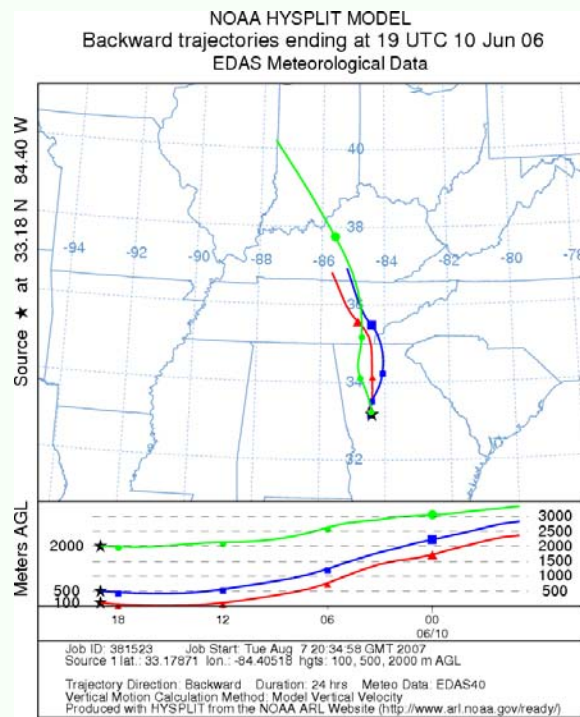 NOAA HYSPLIT MODEL
Backward trajectories ending at 19 UTC 10 Jun 06
EDAS Meteorological Data
Source ★ at 33.18 N 84.40 W
40
38
-94 -92 -90 -88 -86 -84 -82 -80 -78
36
34
32
Meters AGL
2000
500
100
3000
2500
2000
1500
1000
500
18 12 06 00
06/10
Job ID: 381523 Job Start: Tue Aug 7 20:34:58 GMT 2007
Source 1 lat.: 33.17871 lon.: -84.40518 hgts: 100, 500, 2000 m AGL
Trajectory Direction: Backward Duration: 24 hrs Meteo Data: EDAS40
Vertical Motion Calculation Method: Model Vertical Velocity
Produced with HYSPLIT from the NOAA ARL Website (http://www.arl.noaa.gov/ready/)